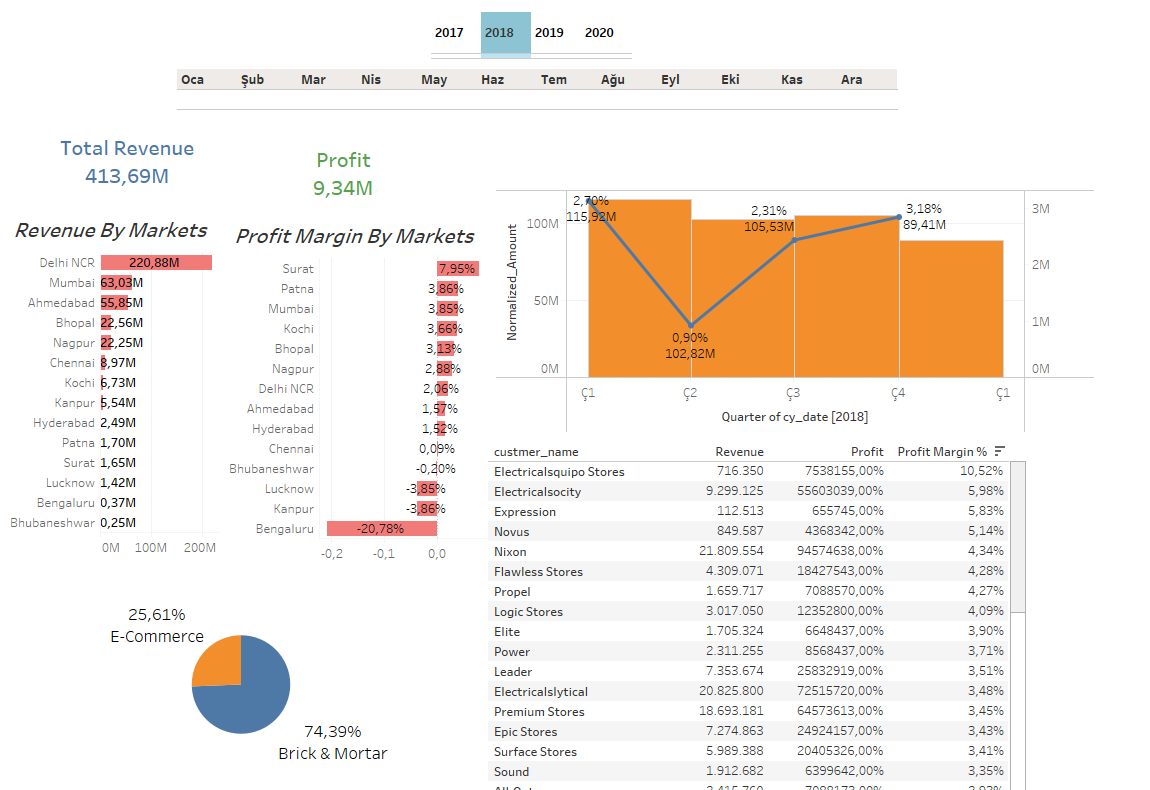 2017 2018 2019 2020
Oca Şub Mar Nis May Haz Tem Ağu Eyl Eki Kas Ara
Total Revenue
413,69M
Profit
9,34M
Revenue By Markets
Delhi NCR 220,88M
Mumbai 63,03M
Ahmedabad 55,85M
Bhopal 22,56M
Nagpur 22,25M
Chennai 8,97M
Kochi 6,73M
Kanpur 5,54M
Hyderabad 2,49M
Patna 1,70M
Surat 1,65M
Lucknow 1,42M
Bengaluru 0,37M
Bhubaneshwar 0,25M
0M 100M 200M
Profit Margin By Markets
Surat 7,95%
Patna 3,86%
Mumbai 3,85%
Kochi 3,66%
Bhopal 3,13%
Nagpur 2,88%
Delhi NCR 2,06%
Ahmedabad 1,57%
Hyderabad 1,52%
Chennai 0,09%
Bhubaneshwar -0,20%
Lucknow -3,85%
Kanpur -3,86%
Bengaluru -20,78%
-0,2 -0,1 0,0
Normalized_Amount
100M
50M
0M
2,70%
115,92M
0,90%
102,82M
2,31%
105,53M
3,18%
89,41M
3M
2M
1M
0M
Ç1 Ç2 Ç3 Ç4 Ç1
Quarter of cy_date [2018]
custmer_name Revenue Profit Profit Margin %
Electricalsquipo Stores 716.350 7538155,00% 10,52%
Electricalsocity 9.299.125 55603039,00% 5,98%
Expression 112.513 655745,00% 5,83%
Novus 849.587 4368342,00% 5,14%
Nixon 21.809.554 94574638,00% 4,34%
Flawless Stores 4.309.071 18427543,00% 4,28%
Propel 1.659.717 7088570,00% 4,27%
Logic Stores 3.017.050 12352800,00% 4,09%
Elite 1.705.324 6648437,00% 3,90%
Power 2.311.255 8568437,00% 3,71%
Leader 7.353.674 25832919,00% 3,51%
Electricalslytical 20.825.800 72515720,00% 3,48%
Premium Stores 18.693.181 64573613,00% 3,45%
Epic Stores 7.274.863 24924157,00% 3,43%
Surface Stores 5.989.388 20405326,00% 3,41%
Sound 1.912.682 6399642,00% 3,35%
25,61%
E-Commerce
74,39%
Brick & Mortar